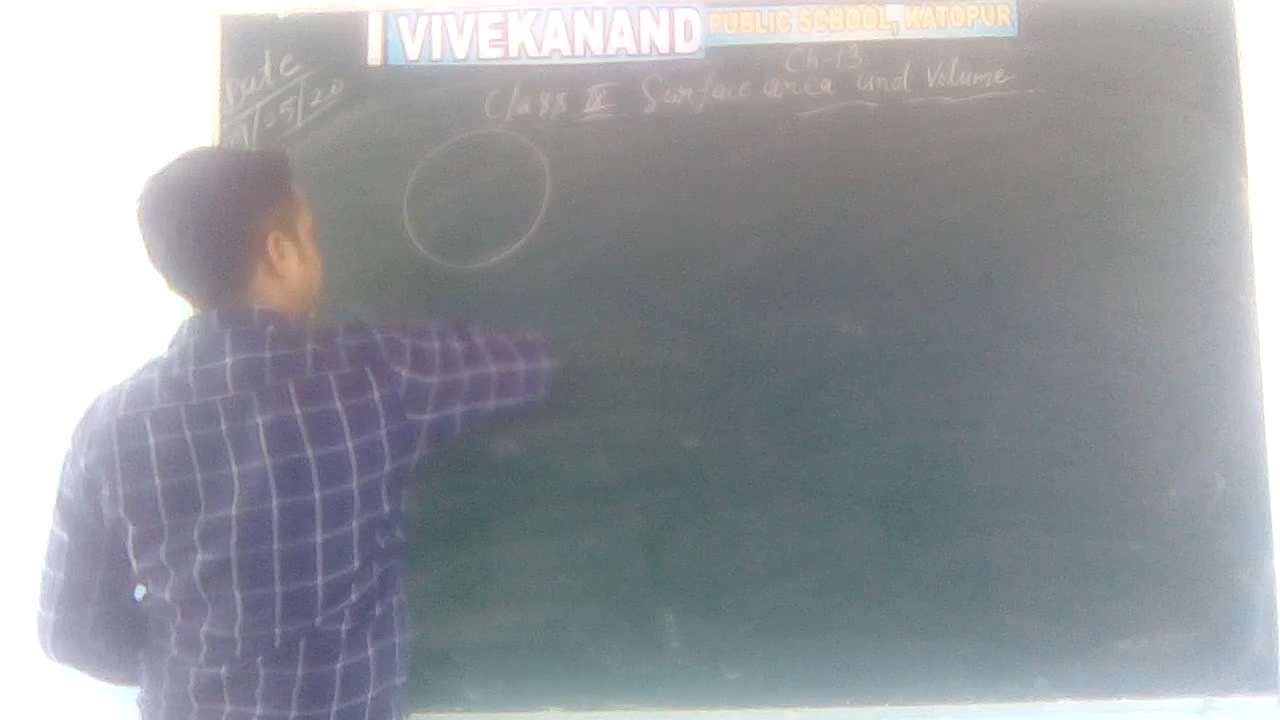 VIVEKANAND PUBLIC SCHOOL, KATOPUR
Date
Ch-13
Class IX Surface area and Volume